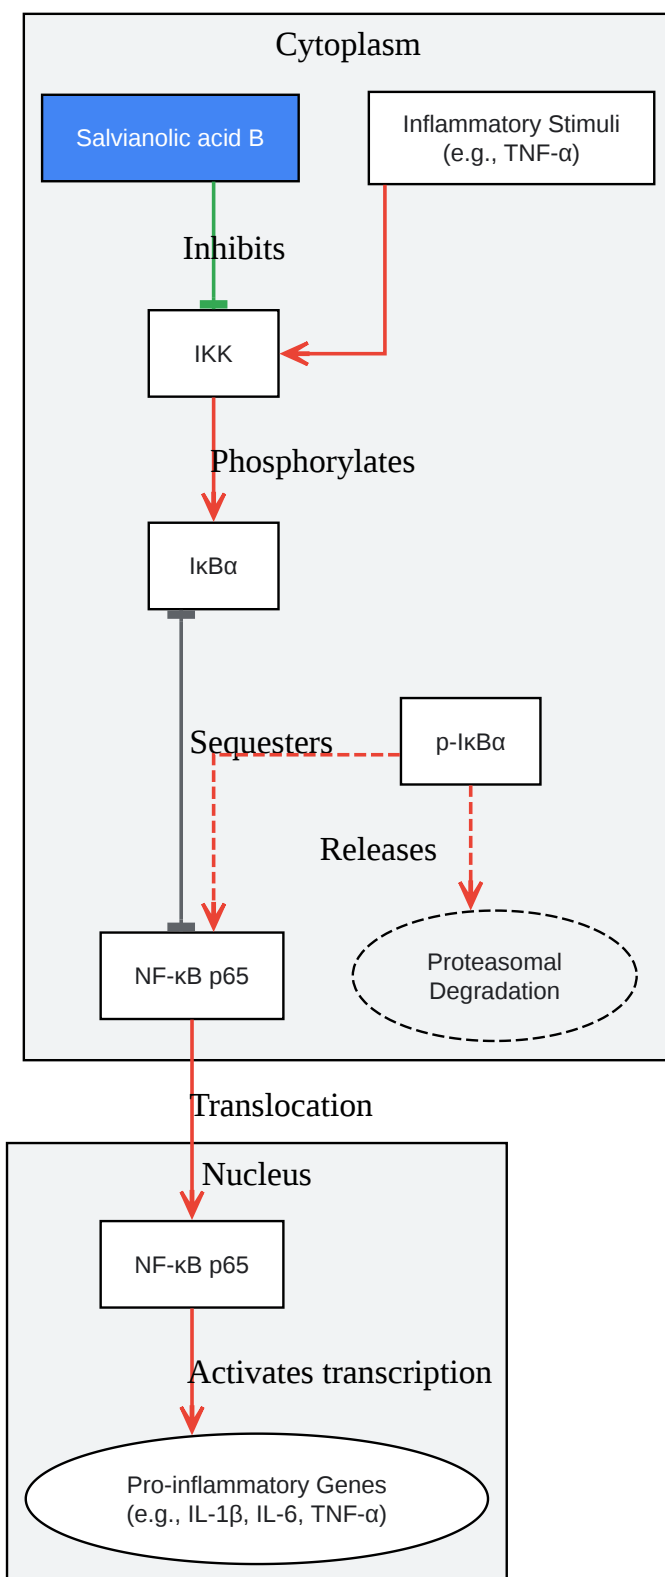 Cytoplasm
Salvianolic acid B
Inflammatory Stimuli
(e.g., TNF-α)
Inhibits
IKK
Phosphorylates
IκBα
Sequesters
p-IκBα
Releases
NF-κB p65
Proteasomal
Degradation
Translocation
Nucleus
NF-κB p65
Activates transcription
Pro-inflammatory Genes
(e.g., IL-1β, IL-6, TNF-α)